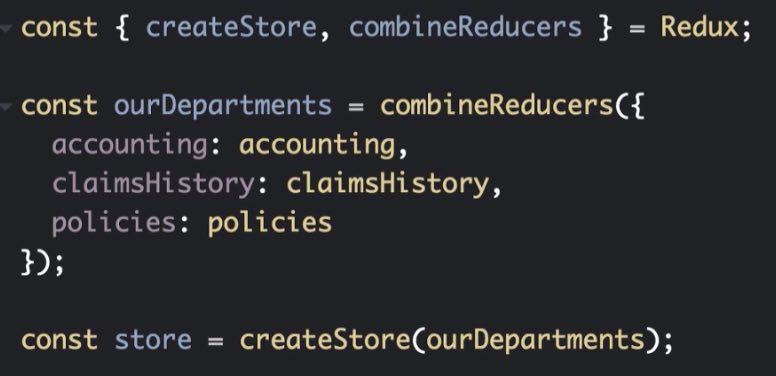 const { createStore, combineReducers } = Redux;
const ourDepartments = combineReducers({
accounting: accounting,
claimsHistory: claimsHistory,
policies: policies
});
const store = createStore(ourDepartments);